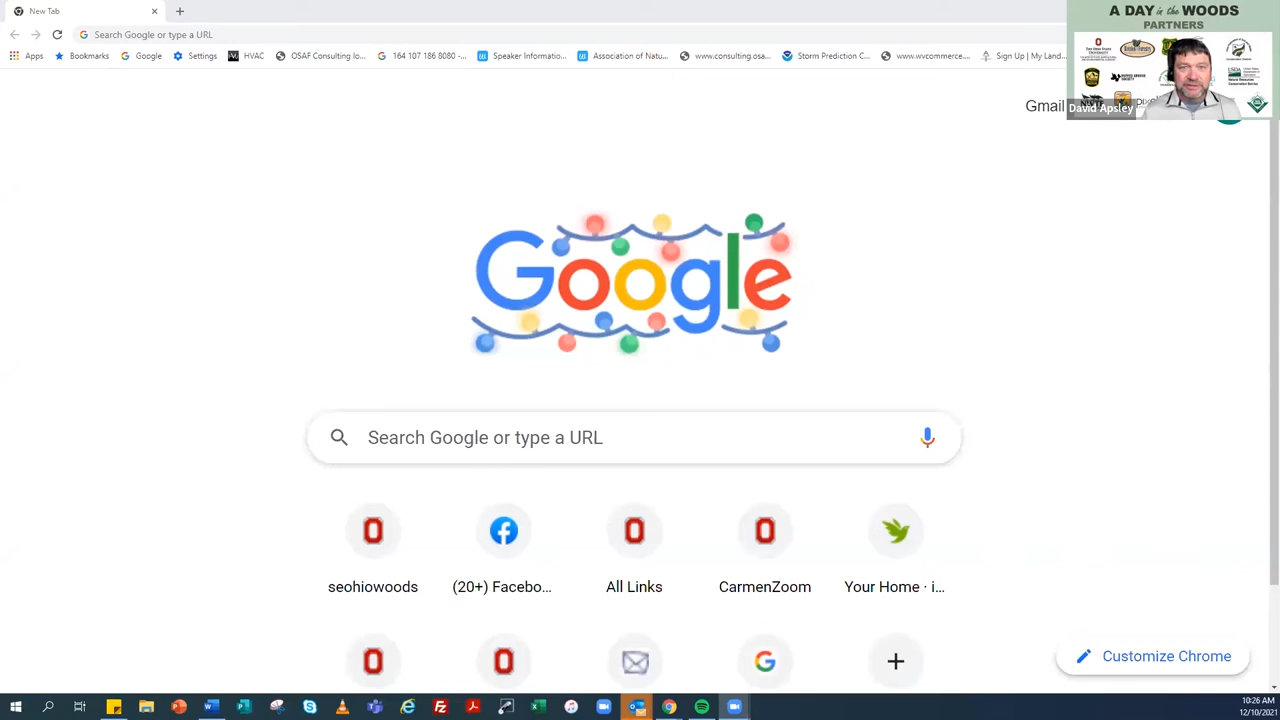 New Tab
Search Google or type a URL
Apps
Bookmarks
Google
Settings
HVAC
OSAF Consulting fo...
168 107 186 8080 -...
Speaker Informatio...
Association of Natu...
www.consulting.osa...
Storm Prediction C...
www.wvcommerce...
Sign Up | My Land...
A DAY in the WOODS
PARTNERS
David Apsley
Gmail
Google
Search Google or type a URL
seohiowoods
(20+) Facebo...
All Links
CarmenZoom
Your Home · i...
Customize Chrome
10:26 AM
12/10/2021